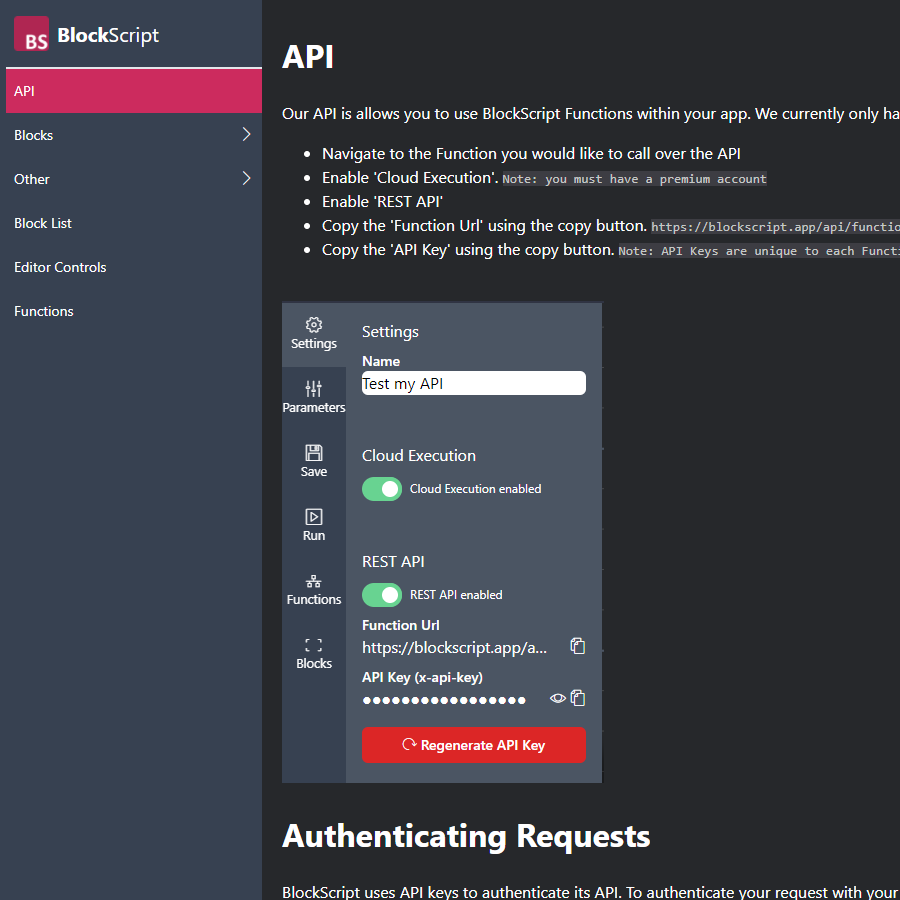 BS BlockScript
API
Blocks
Other
Block List
Editor Controls
Functions
API
Our API is allows you to use BlockScript Functions within your app. We currently only ha
Navigate to the Function you would like to call over the API
Enable 'Cloud Execution'. Note: you must have a premium account
Enable 'REST API'
Copy the 'Function Url' using the copy button. https://blockscript.app/api/functio
Copy the 'API Key' using the copy button. Note: API Keys are unique to each Functi
Settings
Parameters
Save
Run
Functions
Blocks
Settings
Name
Test my API
Cloud Execution
Cloud Execution enabled
REST API
REST API enabled
Function Url
https://blockscript.app/a...
API Key (x-api-key)
●●●●●●●●●●●●●●●●●
Regenerate API Key
Authenticating Requests
BlockScript uses API keys to authenticate its API. To authenticate your request with your